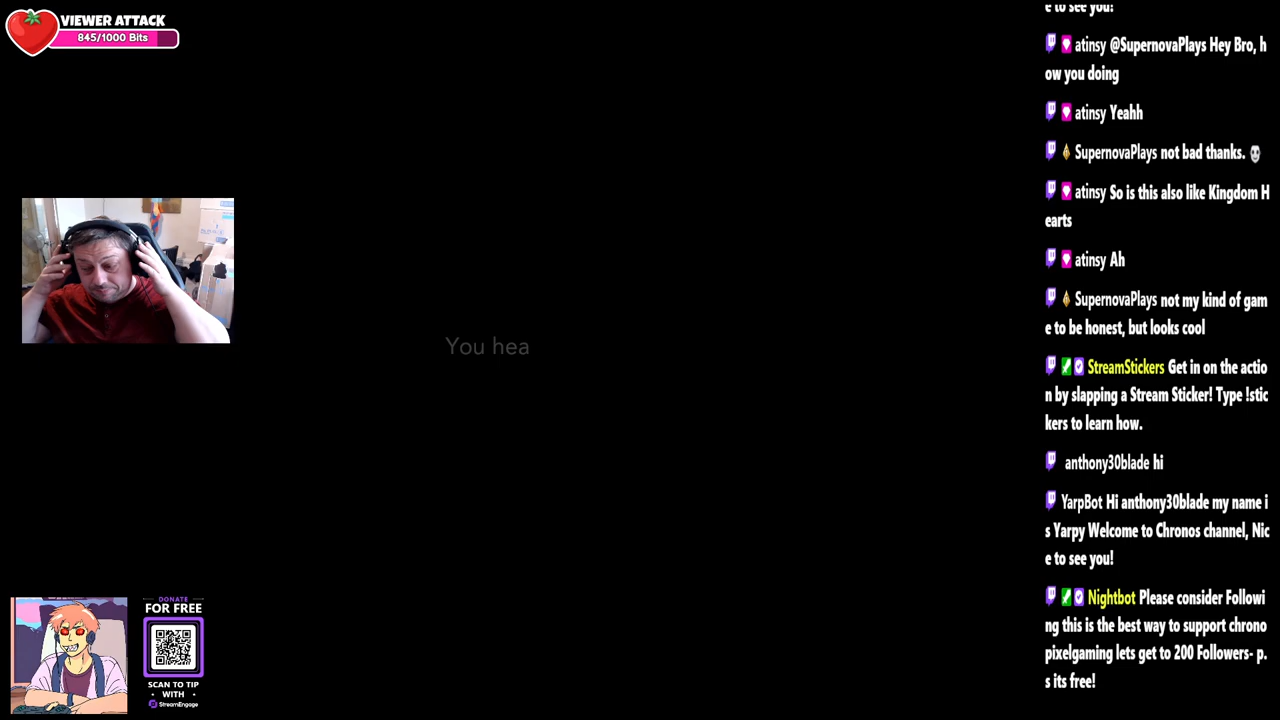 VIEWER ATTACK
845/1000 Bits
You hea
DONATE
FOR FREE
SCAN TO TIP
WITH
StreamEngage
e to see you!
atinsy @SupernovaPlays Hey Bro, h
ow you doing
atinsy Yeahh
SupernovaPlays not bad thanks.
atinsy So is this also like Kingdom H
earts
atinsy Ah
SupernovaPlays not my kind of gam
e to be honest, but looks cool
StreamStickers Get in on the actio
n by slapping a Stream Sticker! Type !stic
kers to learn how.
anthony30blade hi
YarpBot Hi anthony30blade my name i
s Yarpy Welcome to Chronos channel, Nic
e to see you!
Nightbot Please consider Followi
ng this is the best way to support chrono
pixelgaming lets get to 200 Followers- p.
s its free!